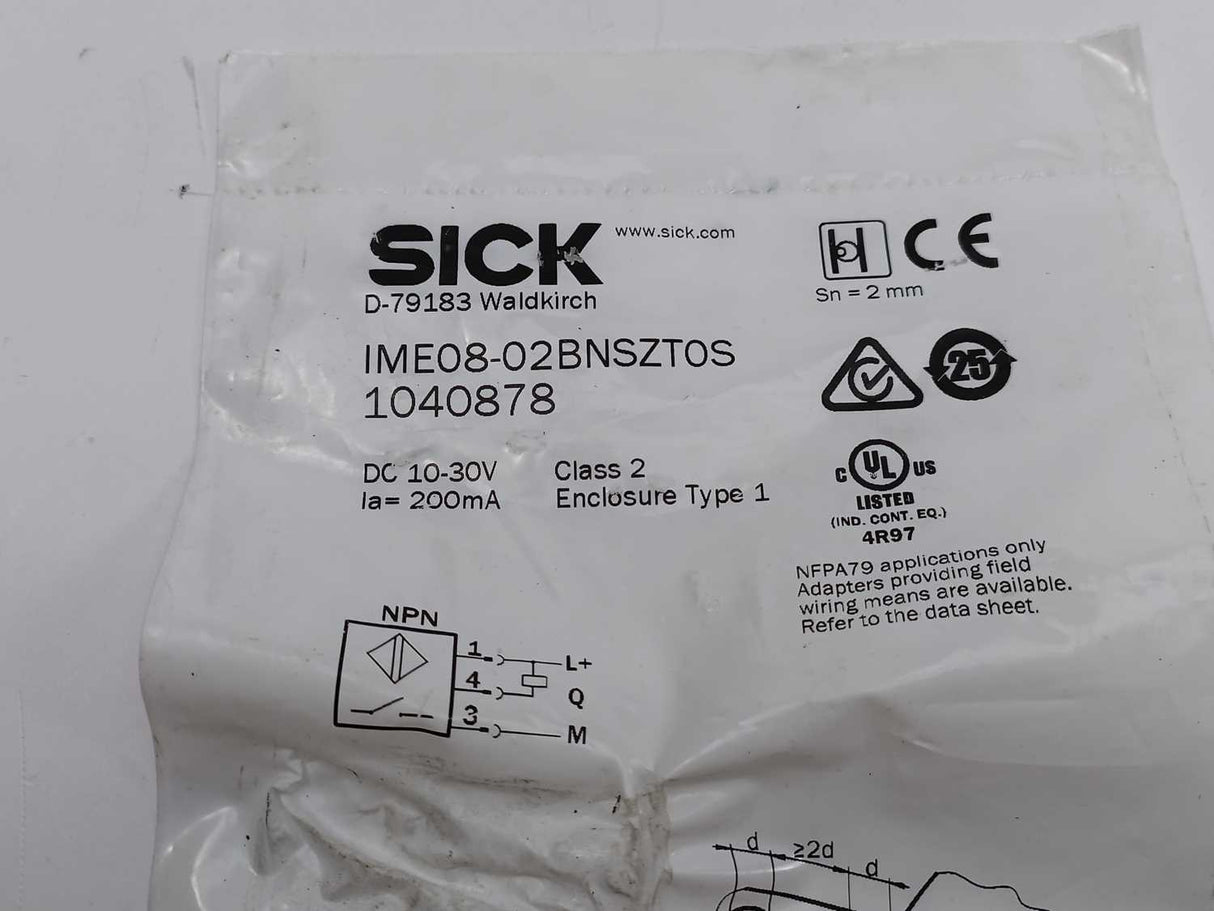 SICK www.sick.com
D-79183 Waldkirch
CE
Sn = 2 mm
IME08-02BNSZT0S
1040878
25
DC 10-30V Class 2
Ia= 200mA Enclosure Type 1
C UL US
LISTED
(IND. CONT. EQ.)
4R97
NFPA79 applications only
Adapters providing field
wiring means are available.
Refer to the data sheet.
NPN
1 L+
4 Q
3 M
d ≥2d d